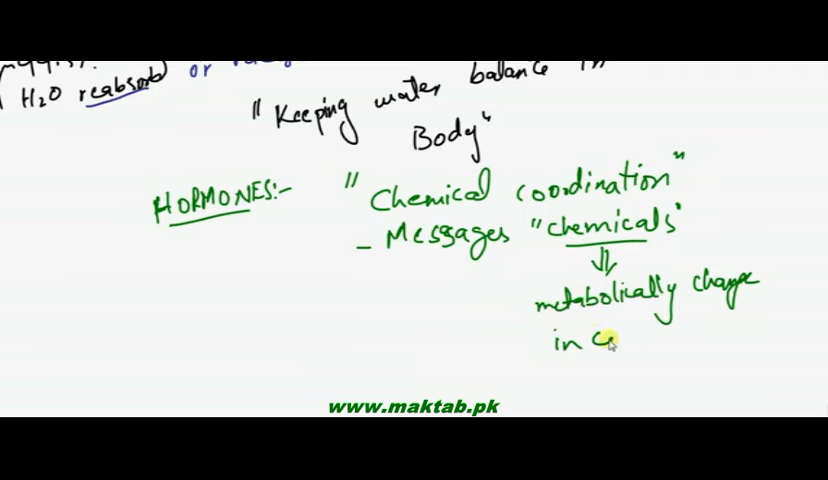 H₂O reabsorb or
"Keeping water balance in
Body"
HORMONES:- "Chemical coordination"
- Messages "chemicals"
⇓
metabolically change
in c
www.maktab.pk